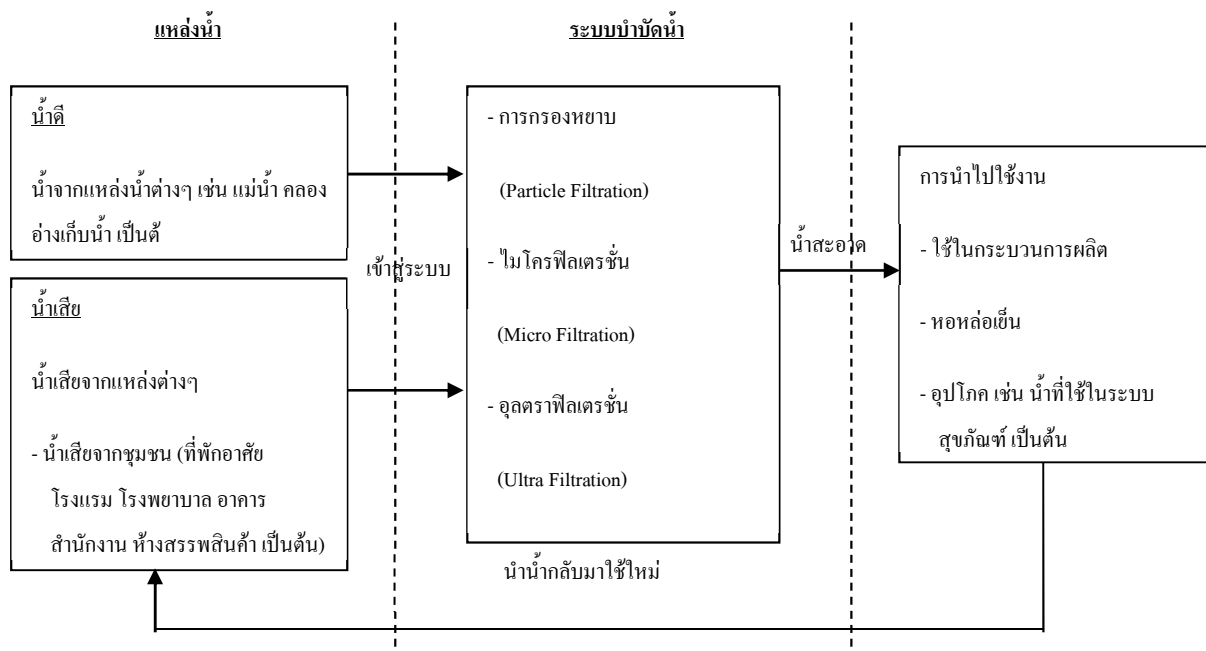 แหล่งน้ำ
ระบบบำบัดน้ำ
น้ำดี
น้ำจากแหล่งน้ำต่างๆ เช่น แม่น้ำ คลอง
อ่างเก็บน้ำ เป็นต้
น้ำเสีย
น้ำเสียจากแหล่งต่างๆ
- น้ำเสียจากชุมชน (ที่พักอาศัย
โรงแรม โรงพยาบาล อาคาร
สำนักงาน ห้างสรรพสินค้า เป็นต้น)
เข้าสู่ระบบ
- การกรองหยาบ
(Particle Filtration)
- ไมโครฟิลเตรชั่น
(Micro Filtration)
- อุลตราฟิลเตรชั่น
(Ultra Filtration)
นำน้ำกลับมาใช้ใหม่
น้ำสะอาด
การนำไปใช้งาน
- ใช้ในกระบวนการผลิต
- หอหล่อเย็น
- อุปโภค เช่น น้ำที่ใช้ในระบบ
สุขภัณฑ์ เป็นต้น